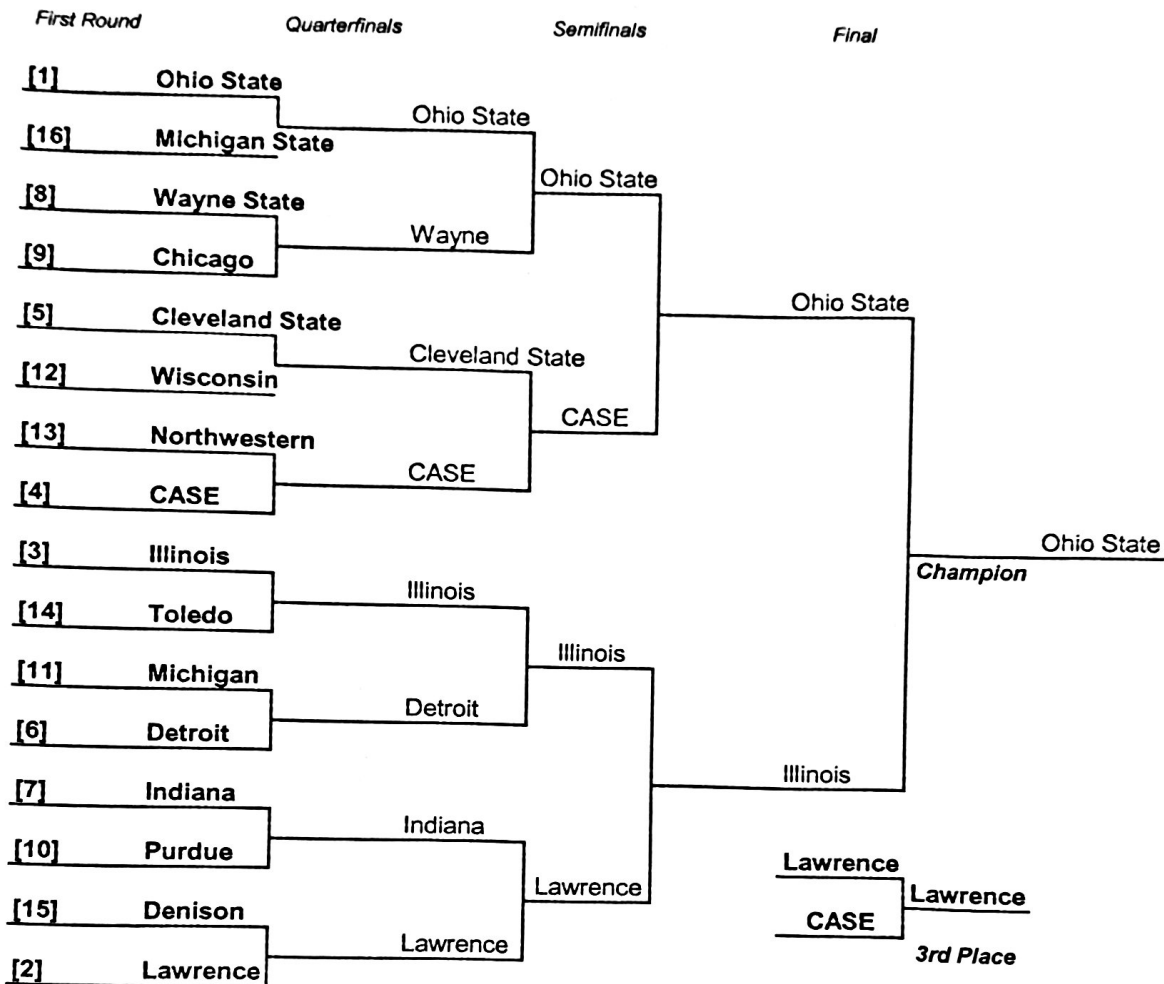 First Round Quarterfinals Semifinals Final
[1] Ohio State
Ohio State
[16] Michigan State
Ohio State
[8] Wayne State
Wayne
[9] Chicago
Ohio State
[5] Cleveland State
Cleveland State
[12] Wisconsin
CASE
[13] Northwestern
CASE
[4] CASE
Ohio State
Champion
[3] Illinois
Illinois
[14] Toledo
Illinois
[11] Michigan
Detroit
[6] Detroit
Illinois
[7] Indiana
Indiana
[10] Purdue
Lawrence
[15] Denison
Lawrence
[2] Lawrence
Lawrence
Lawrence
CASE
3rd Place